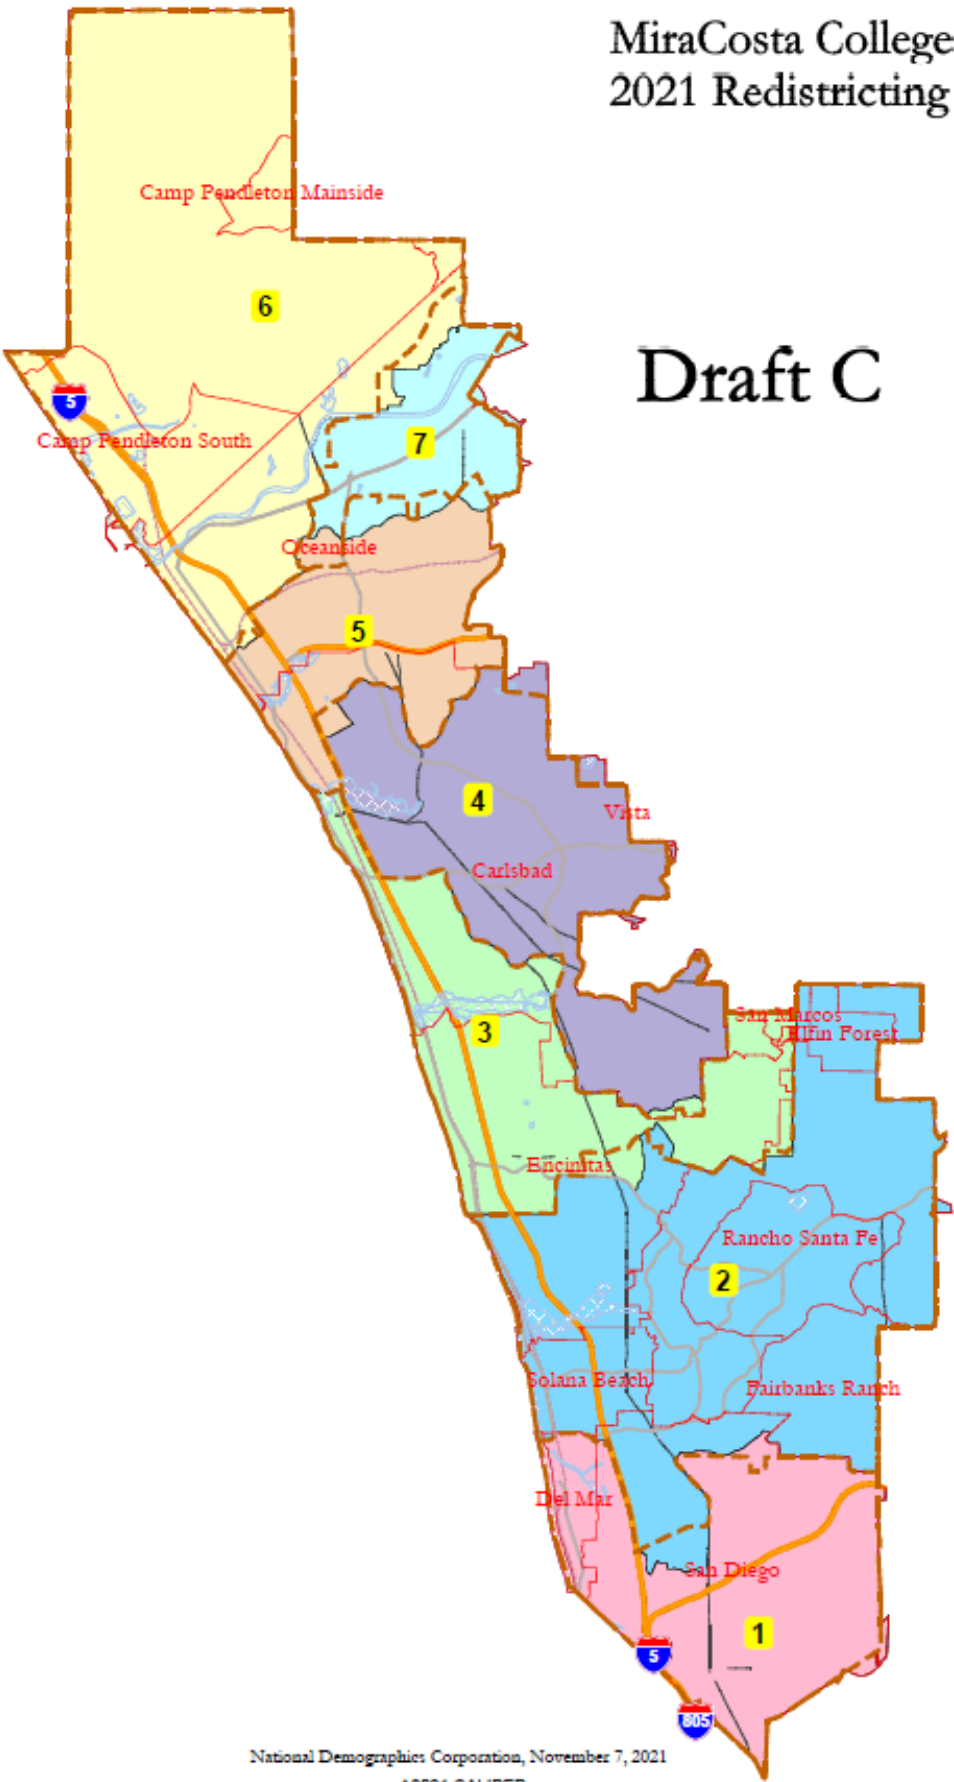 MiraCosta College
2021 Redistricting
Camp Pendleton Mainside
6
Draft C
5
Camp Pendleton South
7
Oceanside
5
4
Vista
Carlsbad
San Marcos
3
Elfin Forest
Encinitas
Rancho Santa Fe
2
Solana Beach
Fairbanks Ranch
Del Mar
San Diego
1
5
805
National Demographics Corporation, November 7, 2021